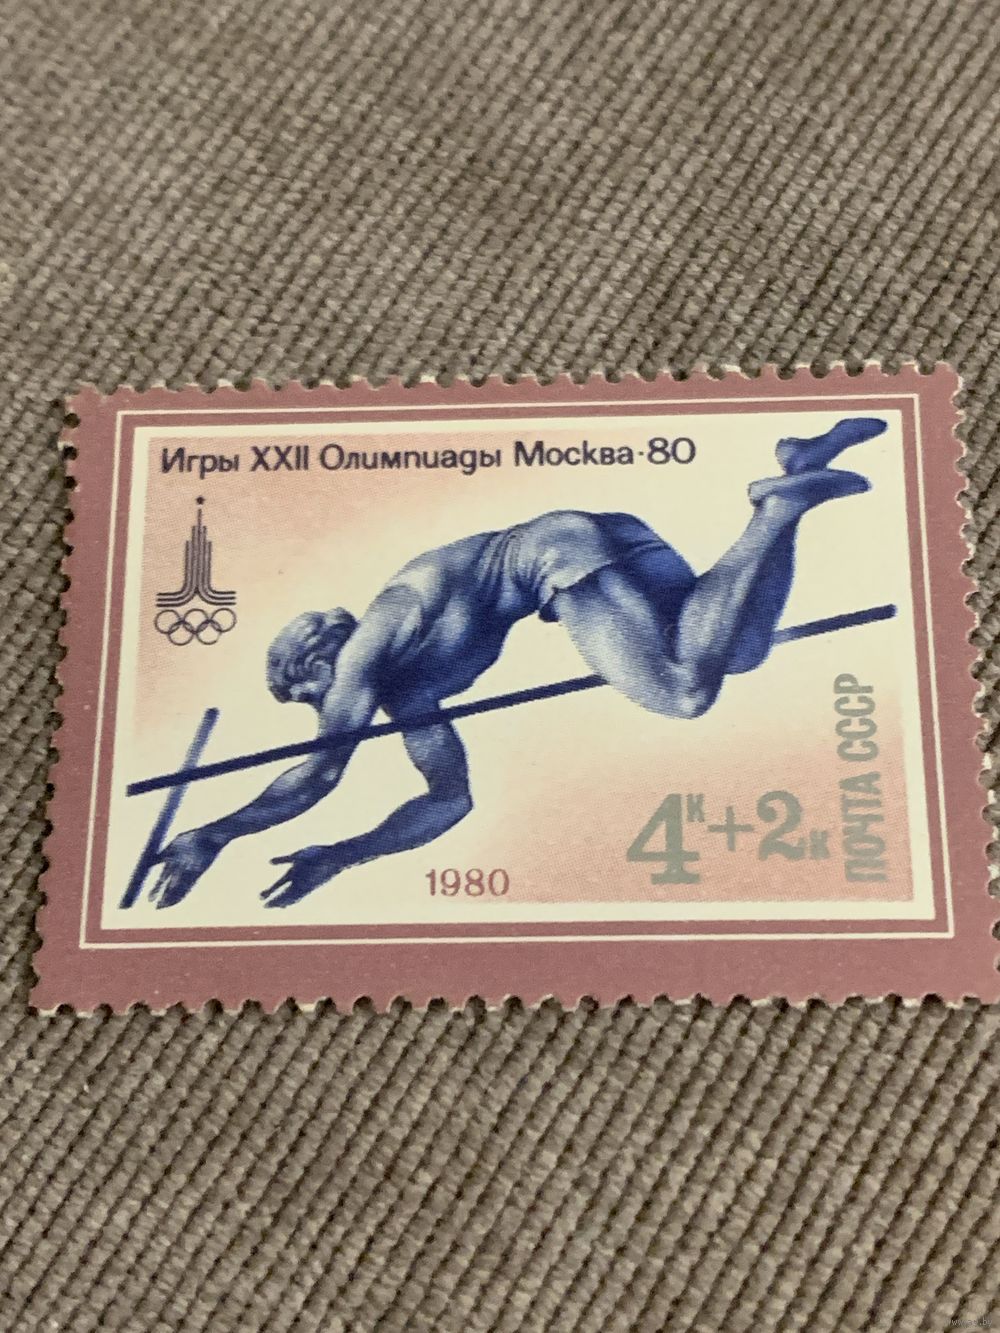 Игры XXII Олимпиады Москва·80
4к+2к
ПОЧТА СССР
1980